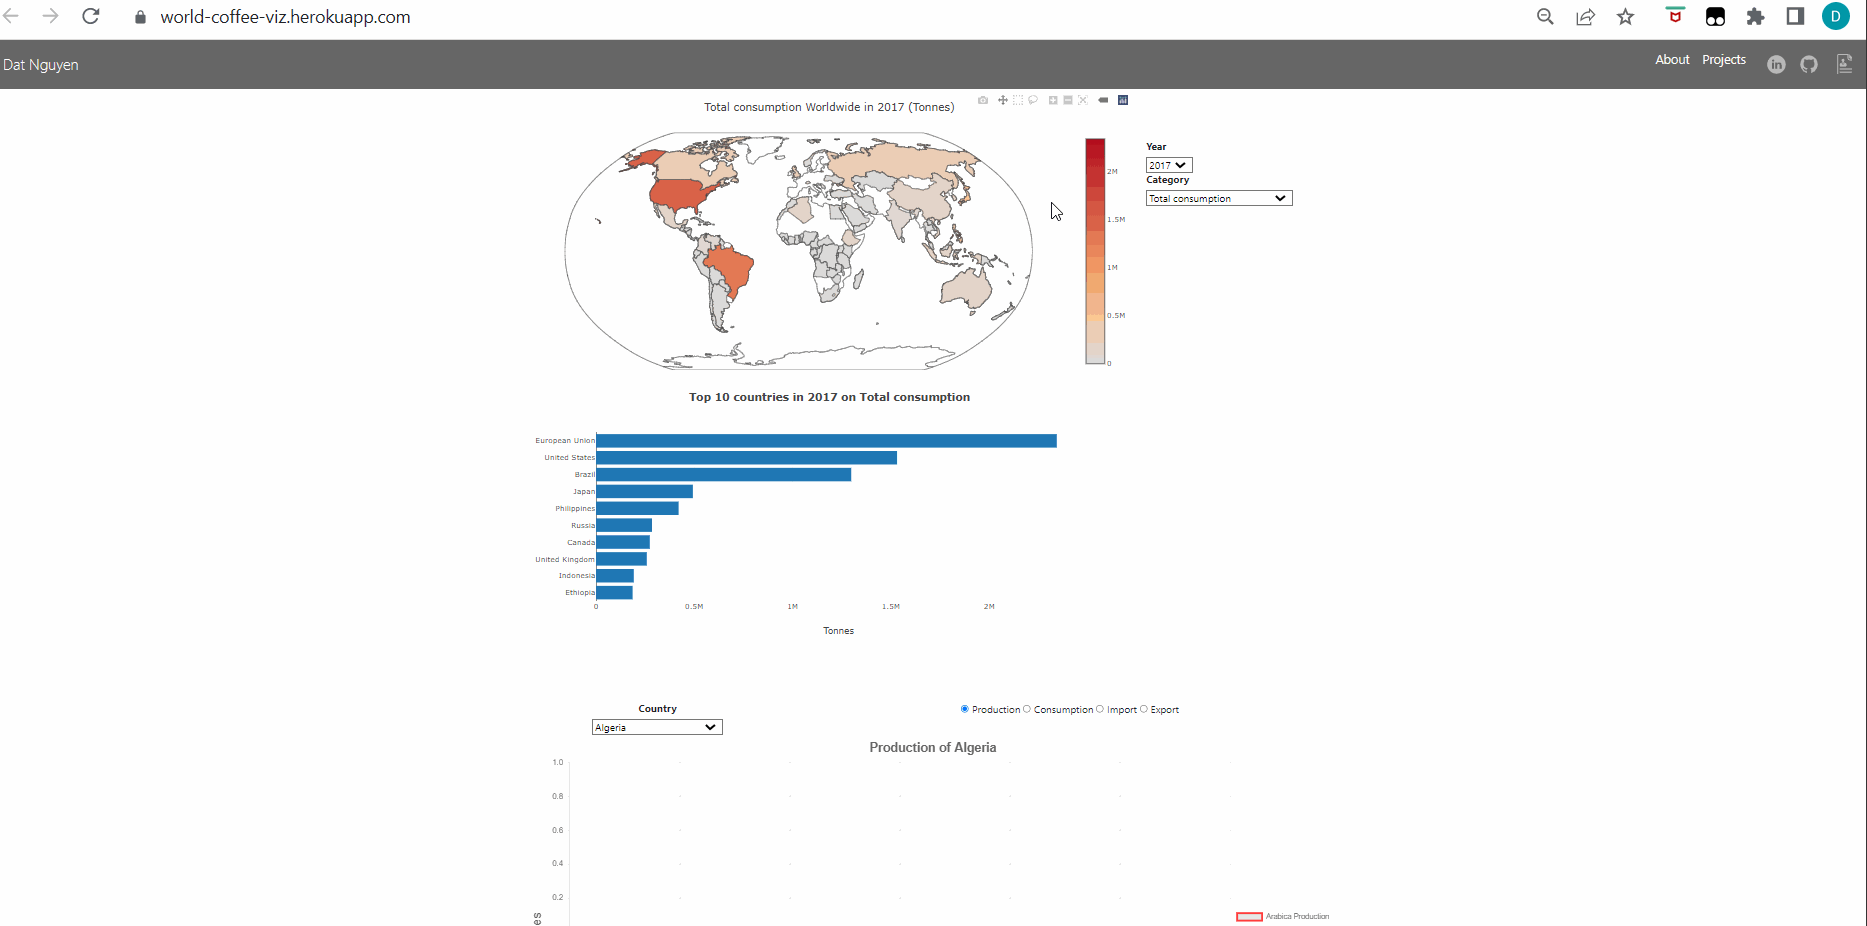 world-coffee-viz.herokuapp.com
D
Dat Nguyen
About Projects
in
Total consumption Worldwide in 2017 (Tonnes)
Year
2017
Category
Total consumption
2M
1.5M
1M
0.5M
0
Top 10 countries in 2017 on Total consumption
European Union
United States
Brazil
Japan
Philippines
Russia
Canada
United Kingdom
Indonesia
Ethiopia
0 0.5M 1M 1.5M 2M
Tonnes
Country
Algeria
Production Consumption Import Export
Production of Algeria
1.0
0.8
0.6
0.4
0.2
es
Arabica Production